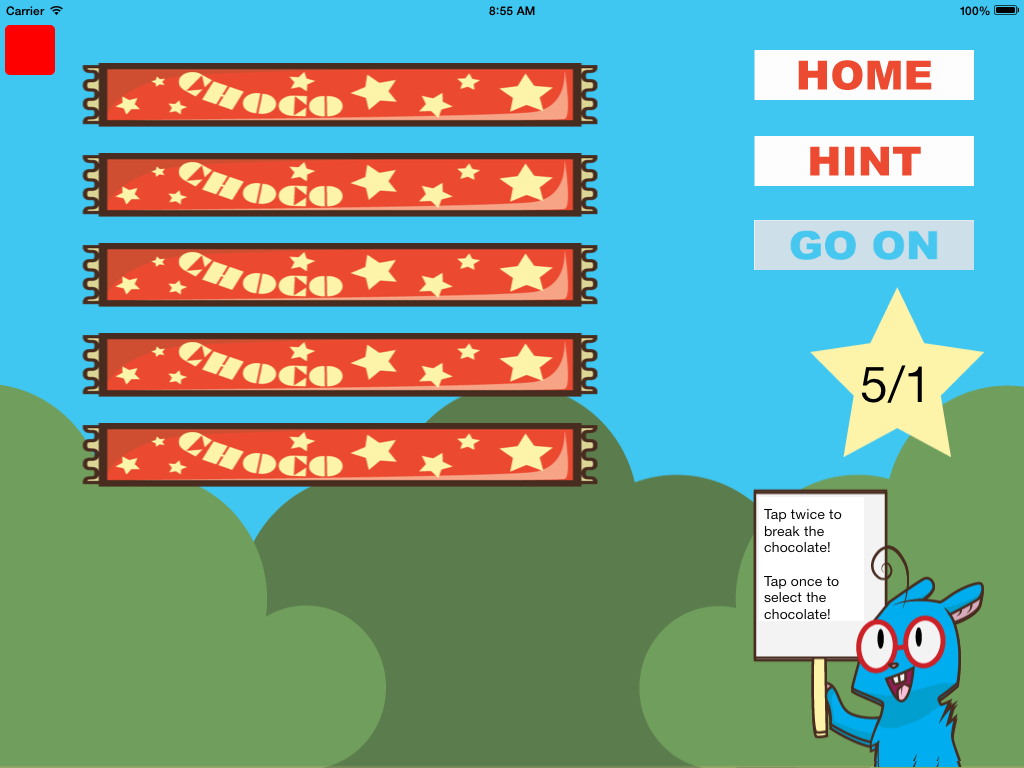 Carrier 8:55 AM 100%
CHOCO
HOME
CHOCO
HINT
CHOCO
GO ON
CHOCO
5/1
CHOCO
Tap twice to
break the
chocolate!
Tap once to
select the
chocolate!